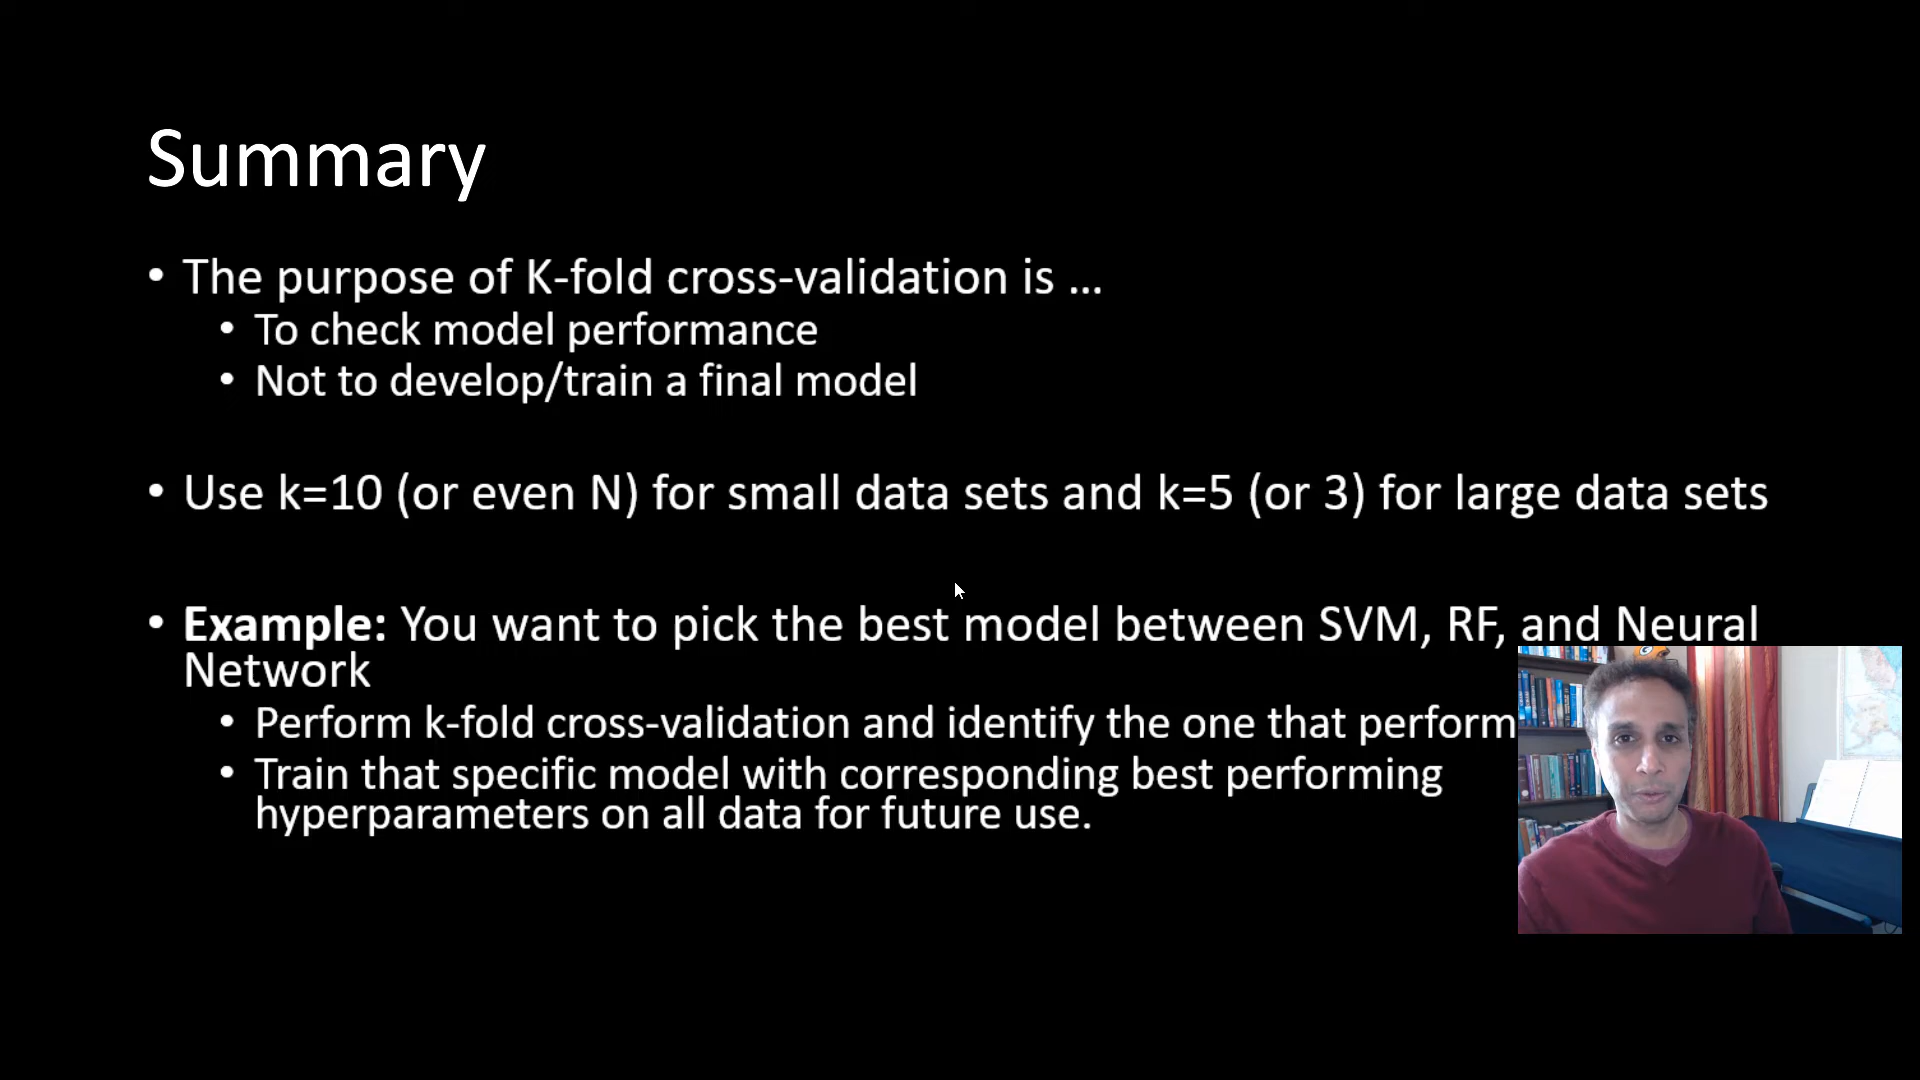 Summary
• The purpose of K-fold cross-validation is ...
• To check model performance
• Not to develop/train a final model
• Use k=10 (or even N) for small data sets and k=5 (or 3) for large data sets
• Example: You want to pick the best model between SVM, RF, and Neural
Network
• Perform k-fold cross-validation and identify the one that perform
• Train that specific model with corresponding best performing
hyperparameters on all data for future use.